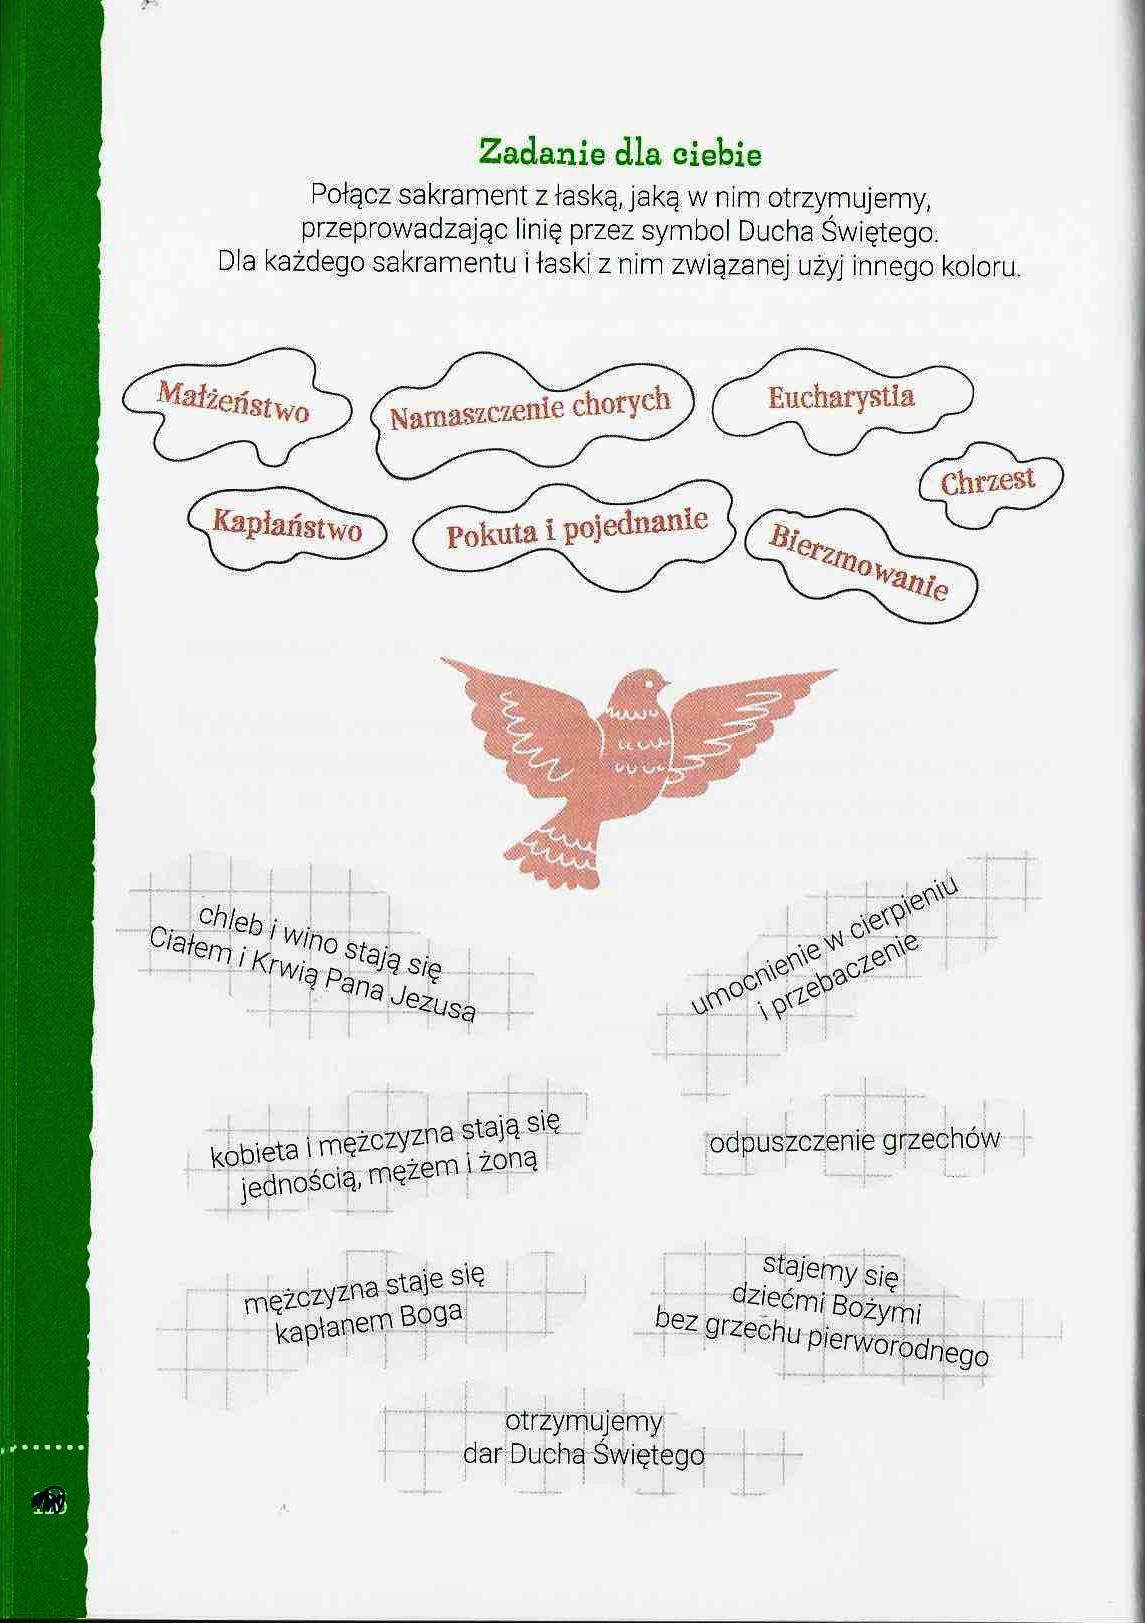 Zadanie dla ciebie
Połącz sakrament z łaską, jaką w nim otrzymujemy,
przeprowadzając linię przez symbol Ducha Świętego.
Dla każdego sakramentu i łaski z nim związanej użyj innego koloru.
Małżeństwo
Namaszczenie chorych
Eucharystia
Chrzest
Kapłaństwo
Pokuta i pojednanie
Bierzmowanie
chleb i wino stają się
Ciałem i Krwią Pana Jezusa
umocnienie w cierpieniu
i przebaczenie
kobieta i mężczyzna stają się
jednością, mężem i żoną
odpuszczenie grzechów
mężczyzna staje się
kapłanem Boga
stajemy się
dziećmi Bożymi
bez grzechu pierworodnego
otrzymujemy
dar Ducha Świętego